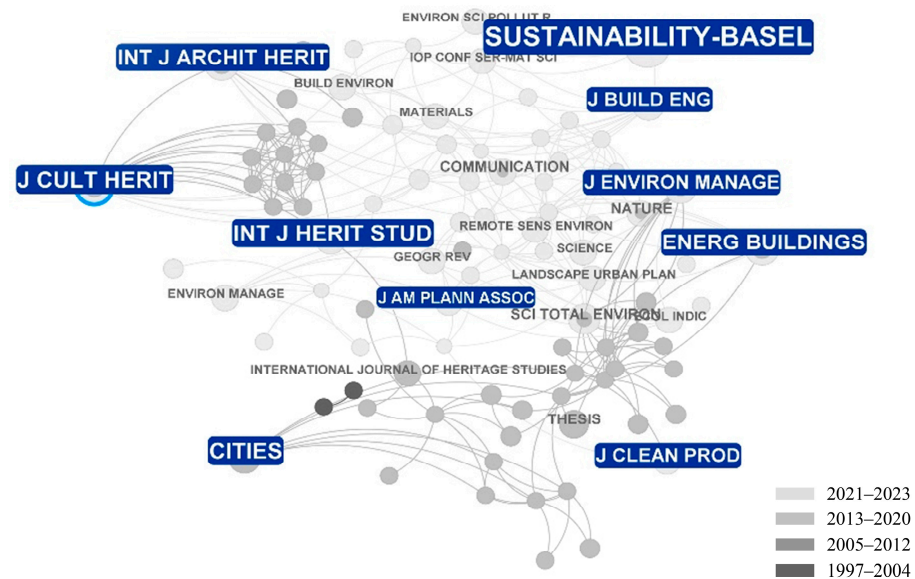 ENVIRON SCI POLLUT R
SUSTAINABILITY-BASEL
INT J ARCHIT HERIT
IOP CONF SER-MAT SCI
BUILD ENVIRON
J BUILD ENG
MATERIALS
COMMUNICATION
J CULT HERIT
J ENVIRON MANAGE
NATURE
REMOTE SENS ENVIRON
INT J HERIT STUD
ENERG BUILDINGS
SCIENCE
GEOGR REV
LANDSCAPE URBAN PLAN
ENVIRON MANAGE
J AM PLANN ASSOC
SCI TOTAL ENVIRON
ECOL INDIC
INTERNATIONAL JOURNAL OF HERITAGE STUDIES
THESIS
CITIES
J CLEAN PROD
2021–2023
2013–2020
2005–2012
1997–2004